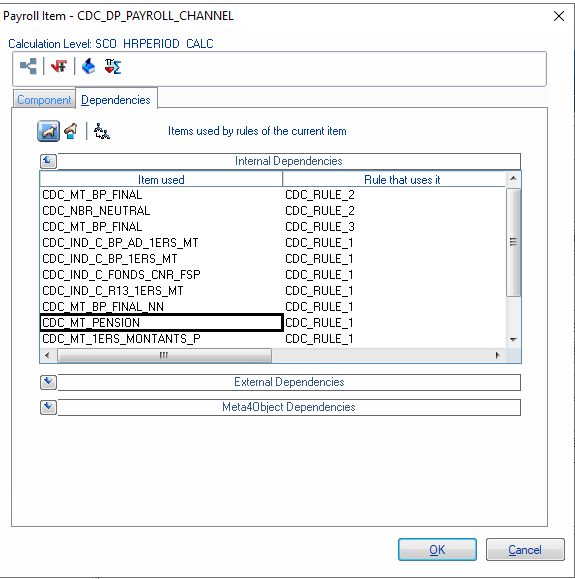 Payroll Item - CDC_DP_PAYROLL_CHANNEL
Calculation Level: SCO_HRPERIOD_CALC
Component Dependencies
Items used by rules of the current item
Internal Dependencies
Item used Rule that uses it
CDC_MT_BP_FINAL CDC_RULE_2
CDC_NBR_NEUTRAL CDC_RULE_2
CDC_MT_BP_FINAL CDC_RULE_3
CDC_IND_C_BP_AD_1ERS_MT CDC_RULE_1
CDC_IND_C_BP_1ERS_MT CDC_RULE_1
CDC_IND_C_FONDS_CNR_FSP CDC_RULE_1
CDC_IND_C_R13_1ERS_MT CDC_RULE_1
CDC_MT_BP_FINAL_NN CDC_RULE_1
CDC_MT_PENSION CDC_RULE_1
CDC_MT_1ERS_MONTANTS_P CDC_RULE_1
External Dependencies
Meta4Object Dependencies
OK Cancel